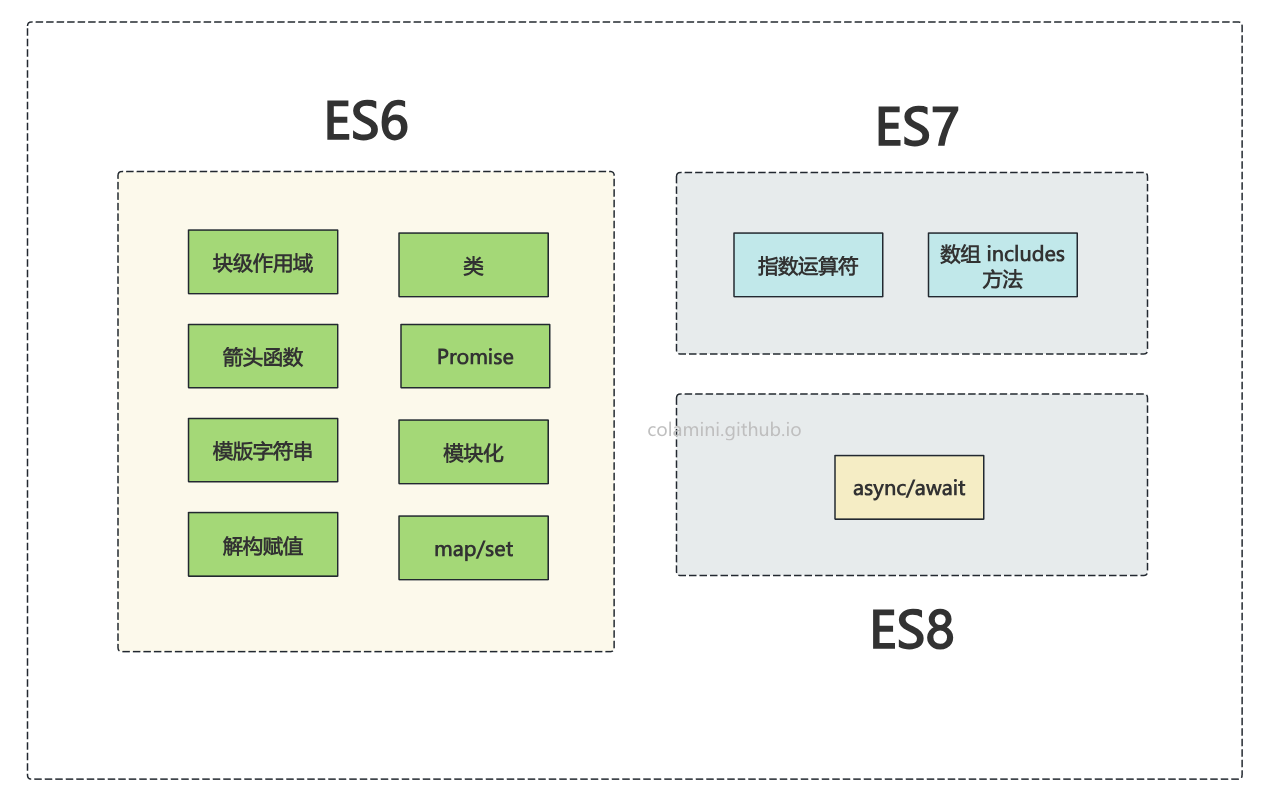 ES6
块级作用域
类
箭头函数
Promise
模版字符串
模块化
解构赋值
map/set
ES7
指数运算符
数组 includes
方法
colamini.github.io
async/await
ES8